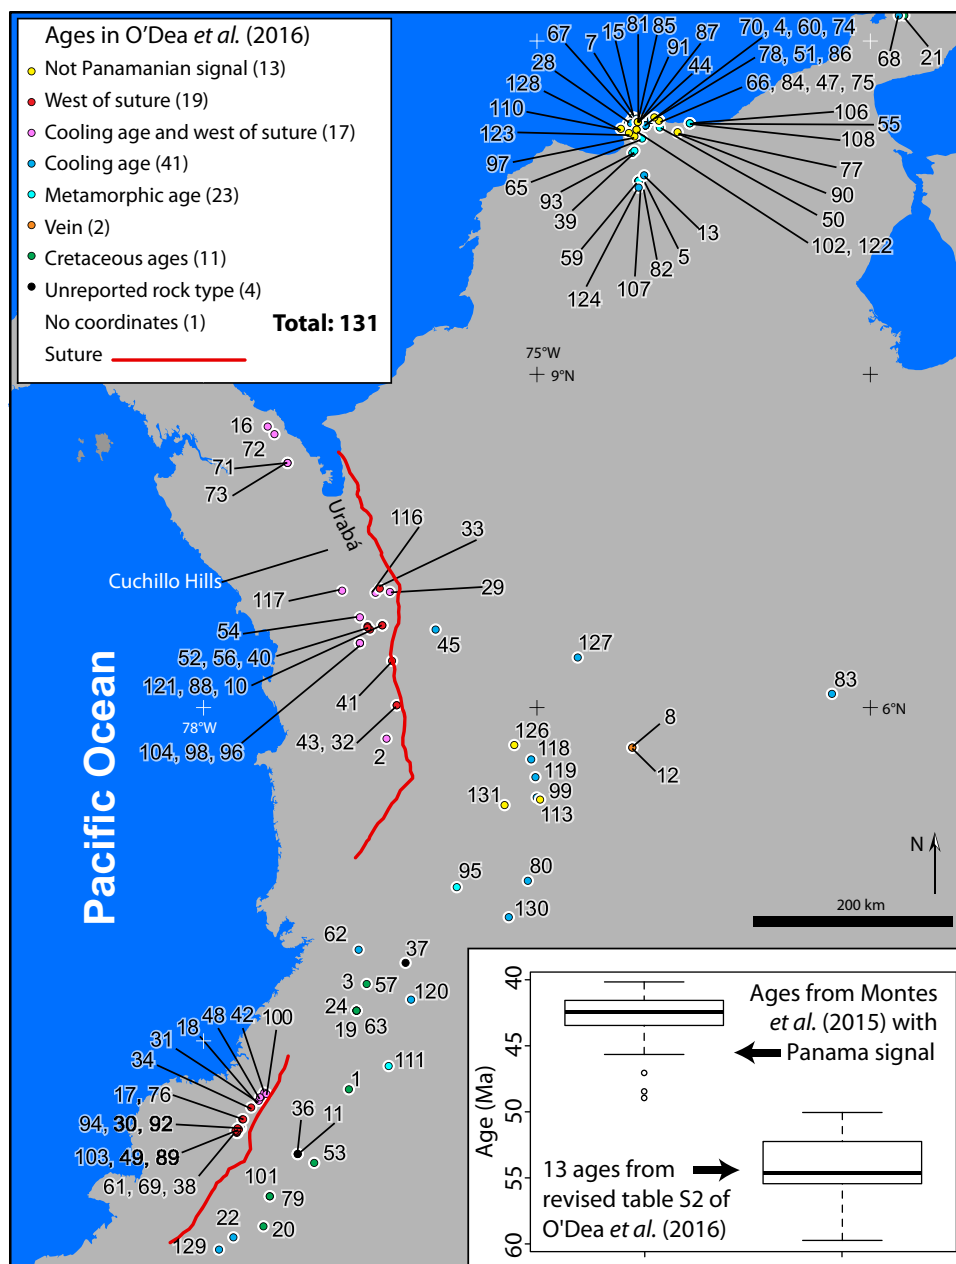 Ages in O'Dea et al. (2016)
Not Panamanian signal (13)
West of suture (19)
Cooling age and west of suture (17)
Cooling age (41)
Metamorphic age (23)
Vein (2)
Cretaceous ages (11)
Unreported rock type (4)
No coordinates (1) Total: 131
Suture
67
7
15
81
85
91
87
44
70, 4, 60, 74
78, 51, 86
66, 84, 47, 75
68
21
28
128
110
123
97
65
93
39
59
124
107
82
5
13
106
55
108
77
90
50
102, 122
75°W
9°N
16
72
71
73
Urabá
Cuchillo Hills
116
33
117
29
54
52, 56, 40
121, 88, 10
45
127
83
41
78°W
6°N
43, 32
104, 98, 96
2
126
118
119
99
113
131
8
12
Pacific Ocean
N
200 km
95
80
130
62
37
3
57
120
24
19
63
111
48
42
100
18
31
34
17, 76
94, 30, 92
103, 49, 89
61, 69, 38
1
36
11
53
101
79
20
22
129
40
45
50
55
60
Age (Ma)
Ages from Montes
et al. (2015) with
Panama signal
13 ages from
revised table S2 of
O'Dea et al. (2016)